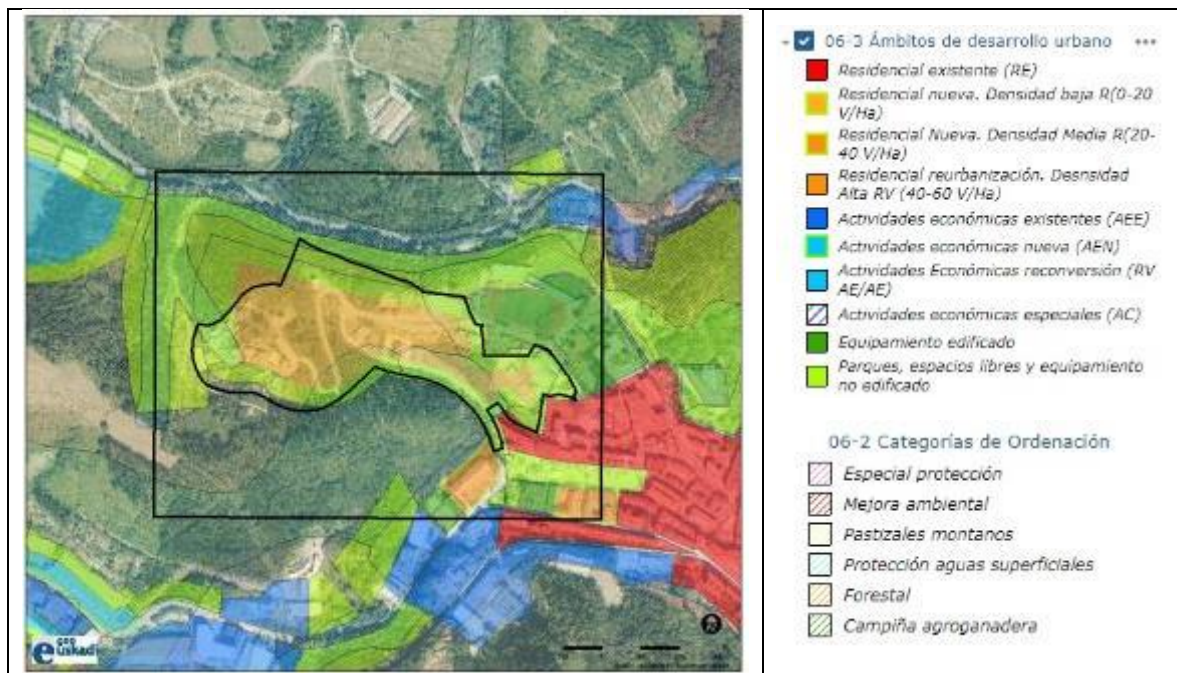 06-3 Ámbitos de desarrollo urbano
Residencial existente (RE)
Residencial nueva. Densidad baja R(0-20
V/Ha)
Residencial Nueva. Densidad Media R(20-
40 V/Ha)
Residencial reurbanización. Desnsidad
Alta RV (40-60 V/Ha)
Actividades económicas existentes (AEE)
Actividades económicas nueva (AEN)
Actividades Económicas reconversión (RV
AE/AE)
Actividades económicas especiales (AC)
Equipamiento edificado
Parques, espacios libres y equipamiento
no edificado
06-2 Categorías de Ordenación
Especial protección
Mejora ambiental
Pastizales montanos
Protección aguas superficiales
Forestal
Campiña agroganadera
geo
euskadi